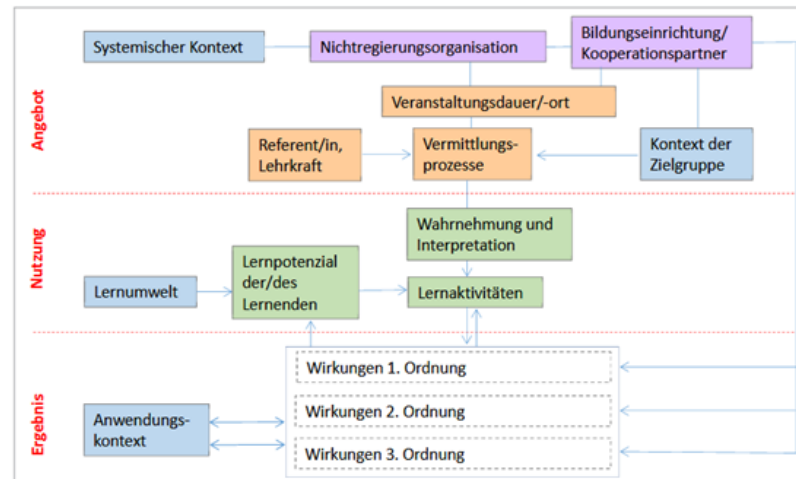 Systemischer Kontext
Nichtregierungsorganisation
Bildungseinrichtung/
Kooperationspartner
Angebot
Veranstaltungsdauer/-ort
Referent/in,
Lehrkraft
Vermittlungs-
prozesse
Kontext der
Zielgruppe
Nutzung
Wahrnehmung und
Interpretation
Lernumwelt
Lernpotenzial
der/des
Lernenden
Lernaktivitäten
Ergebnis
Wirkungen 1. Ordnung
Anwendungs-
kontext
Wirkungen 2. Ordnung
Wirkungen 3. Ordnung